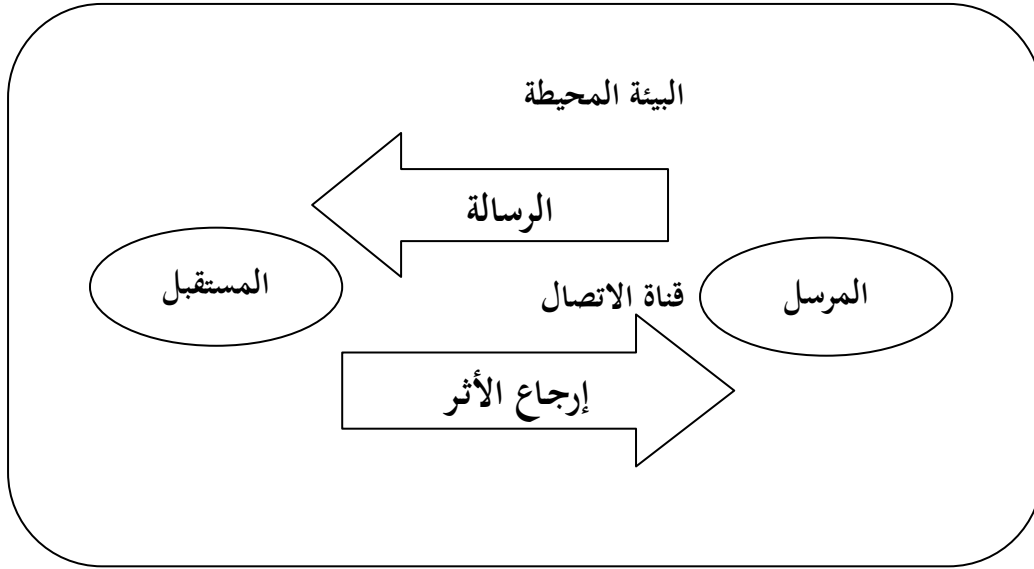 البيئة المحيطة
الرسالة
المرسل
قناة الاتصال
المستقبل
إرجاع الأثر